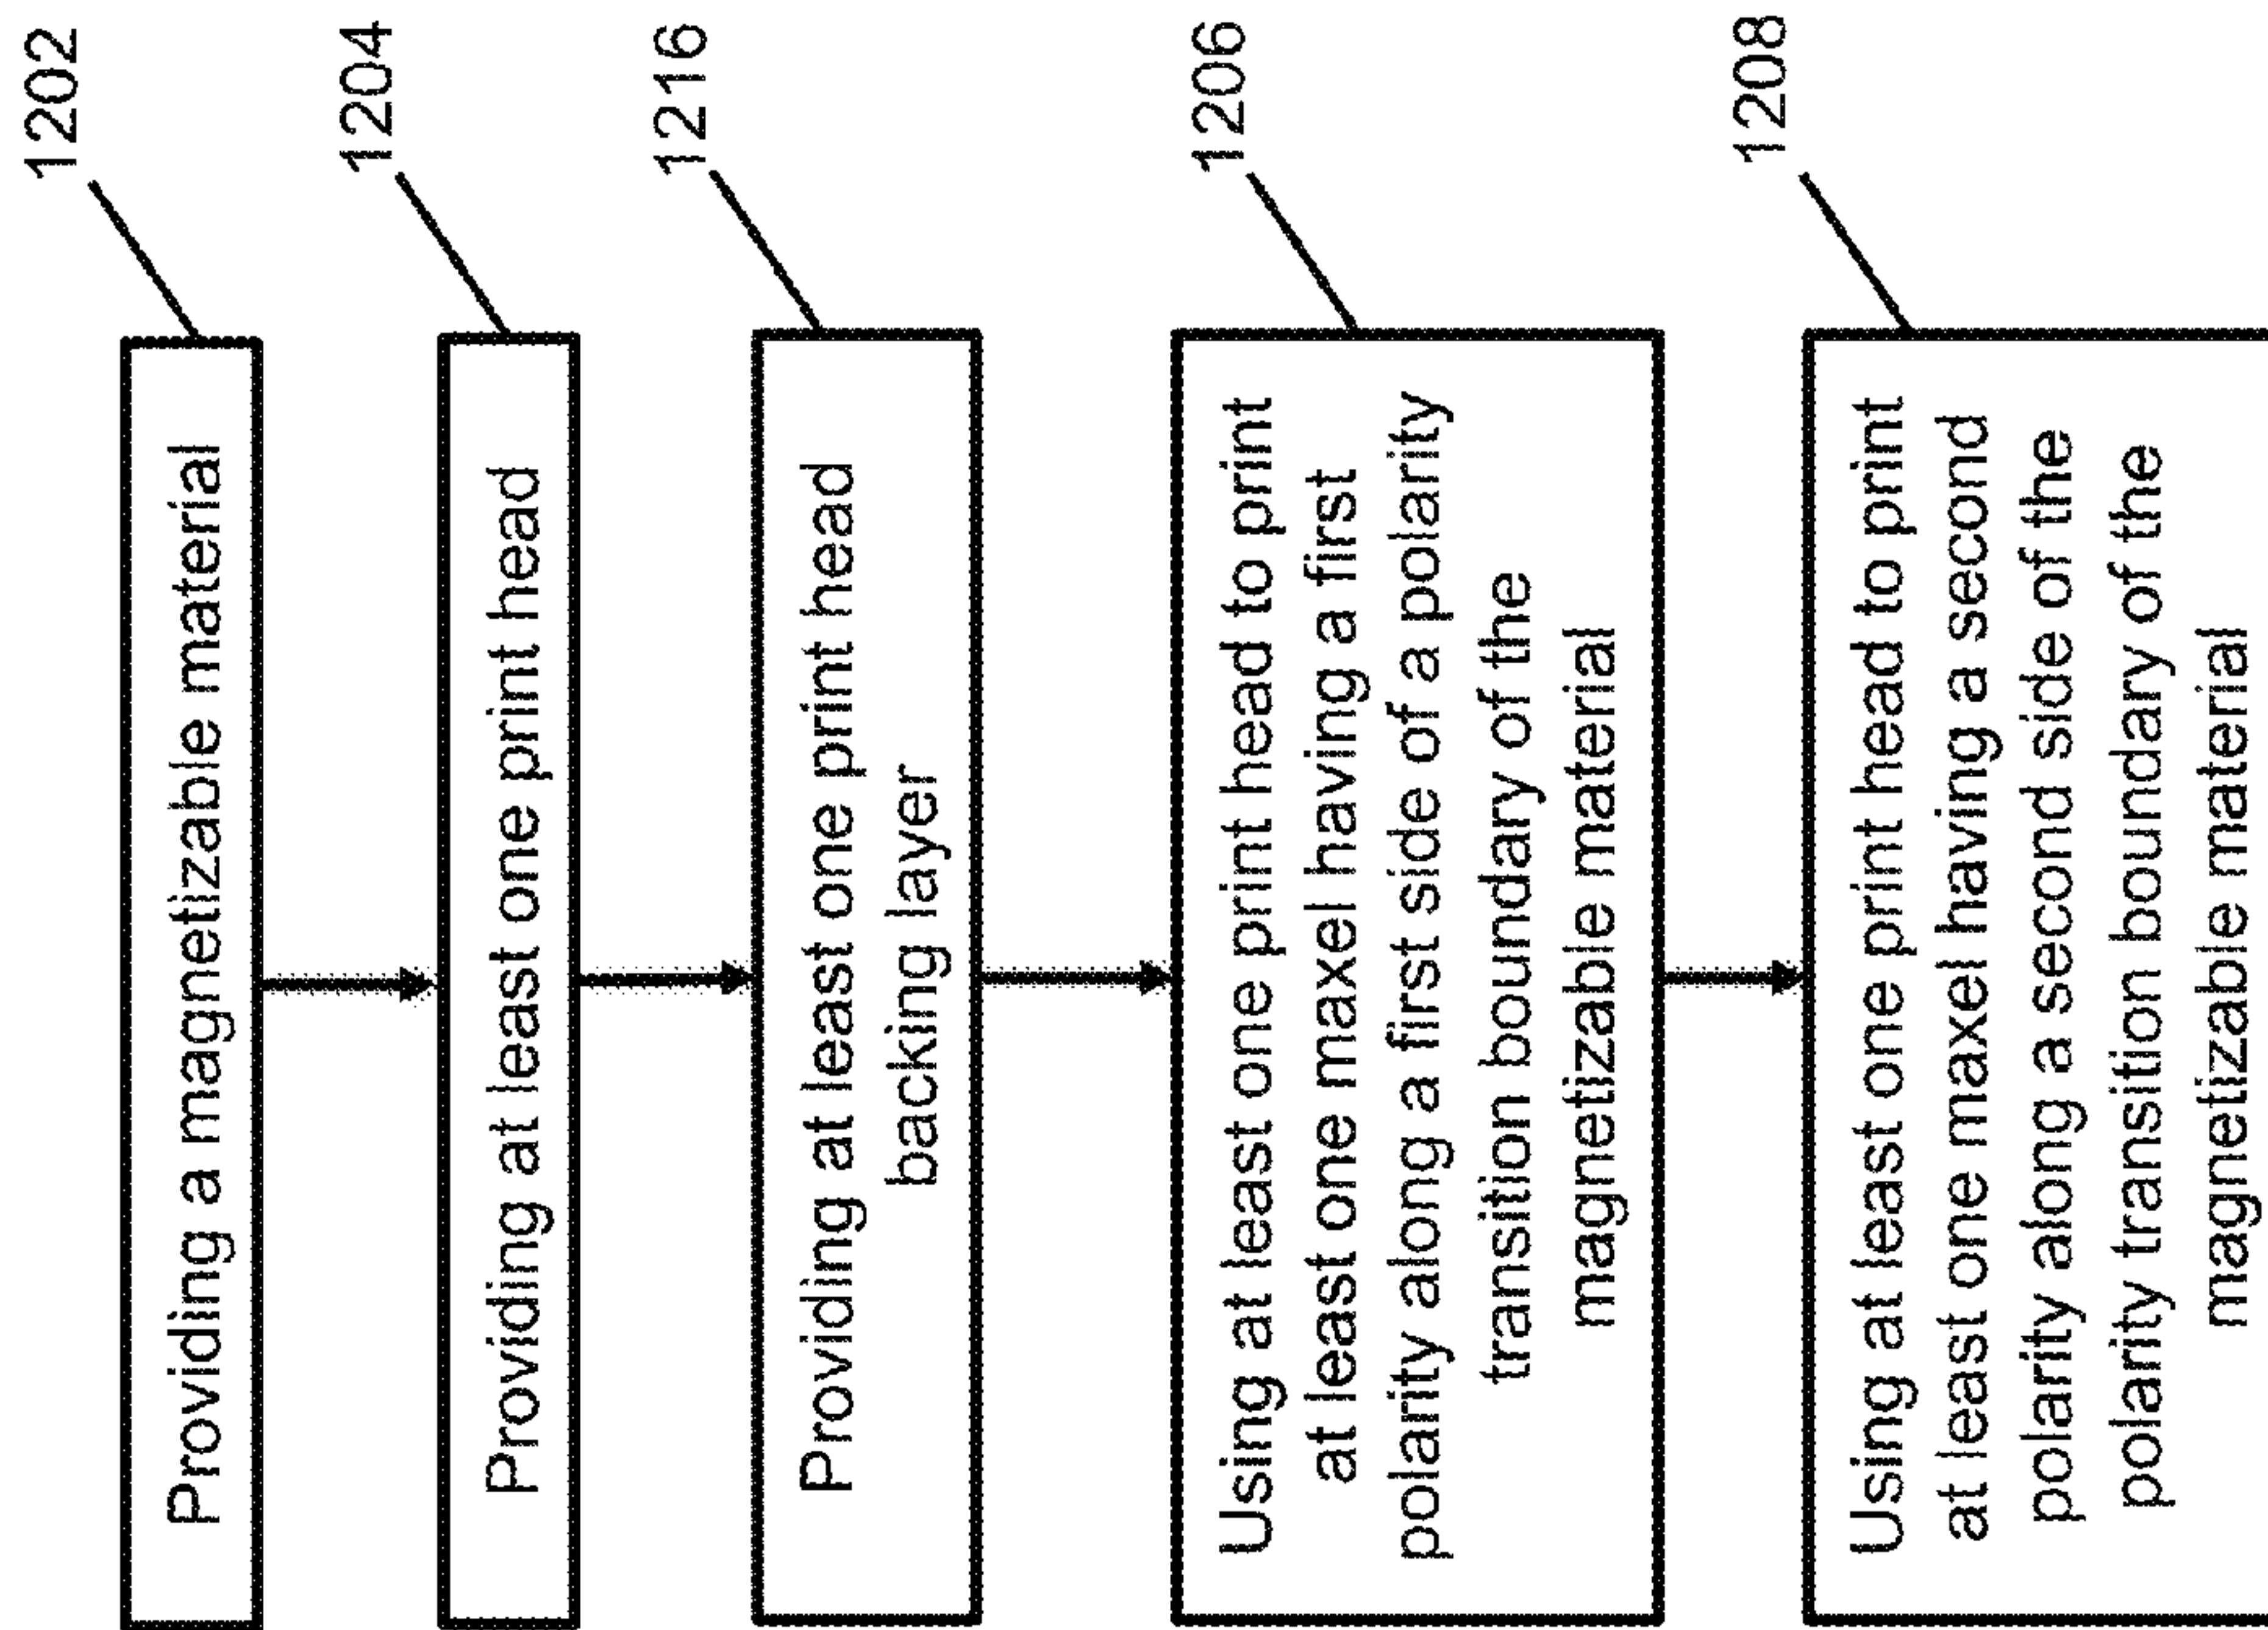 Providing a magnetizable material
1202
Providing at least one print head
1204
Providing at least one print head
backing layer
1216
Using at least one print head to print
at least one maxel having a first
polarity along a first side of a polarity
transition boundary of the
magnetizable material
1206
Using at least one print head to print
at least one maxel having a second
polarity along a second side of the
polarity transition boundary of the
magnetizable material
1208